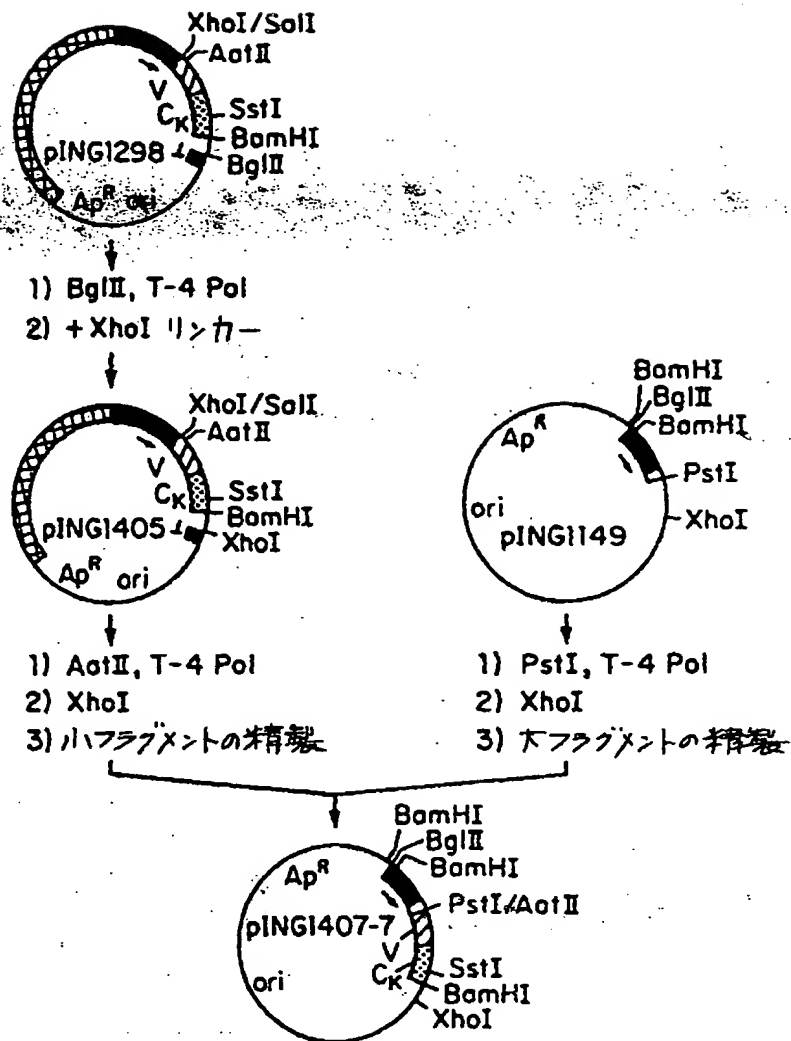 XhoI/SalI
AatII
V
CK
SstI
BamHI
pING1298
BglII
ApR ori
1) BglII, T-4 Pol
2) +XhoI リンカー
XhoI/SalI
AatII
V
CK
SstI
BamHI
pING1405
XhoI
ApR ori
BamHI
BglII
BamHI
ApR
PstI
ori
pING1149
XhoI
1) AatII, T-4 Pol
2) XhoI
3) 小フラグメントの精製
1) PstI, T-4 Pol
2) XhoI
3) 大フラグメントの精製
BamHI
BglII
BamHI
ApR
PstI/AatII
pING1407-7
V
CK
ori
SstI
BamHI
XhoI